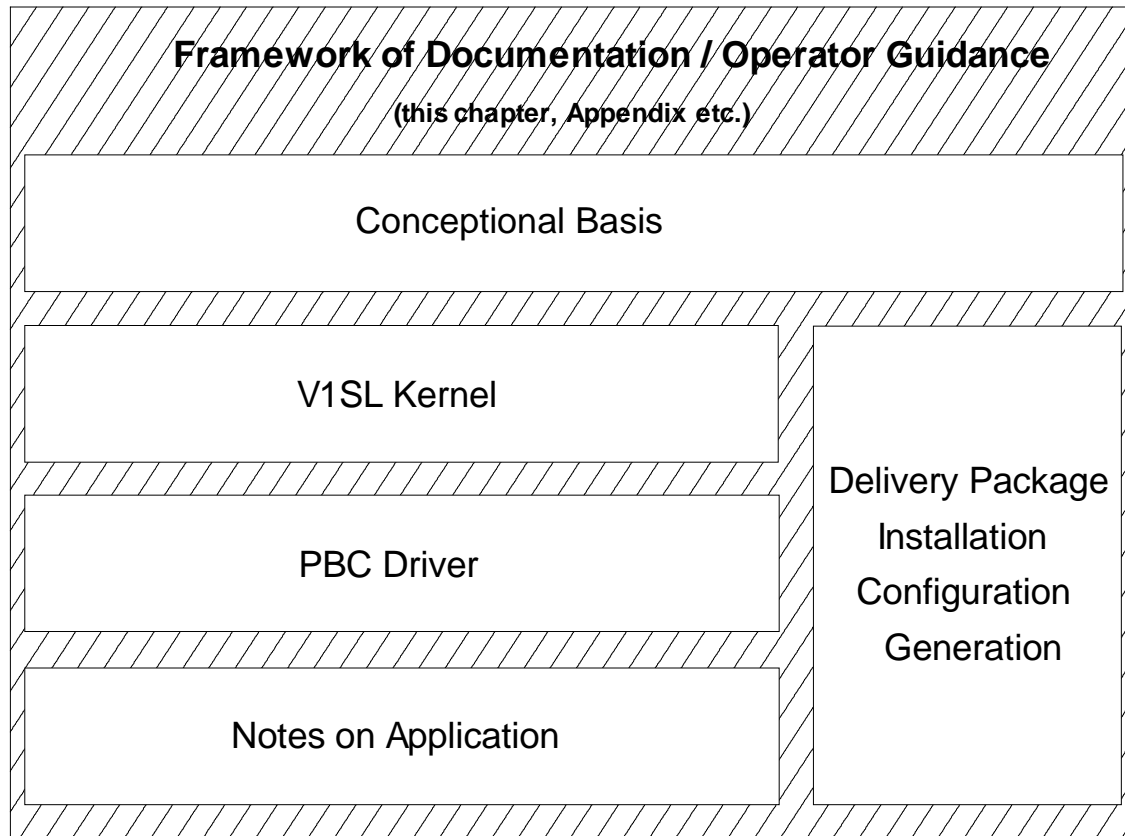 Framework of Documentation / Operator Guidance
(this chapter, Appendix etc.)
Conceptional Basis
V1SL Kernel
PBC Driver
Notes on Application
Delivery Package
Installation
Configuration
Generation